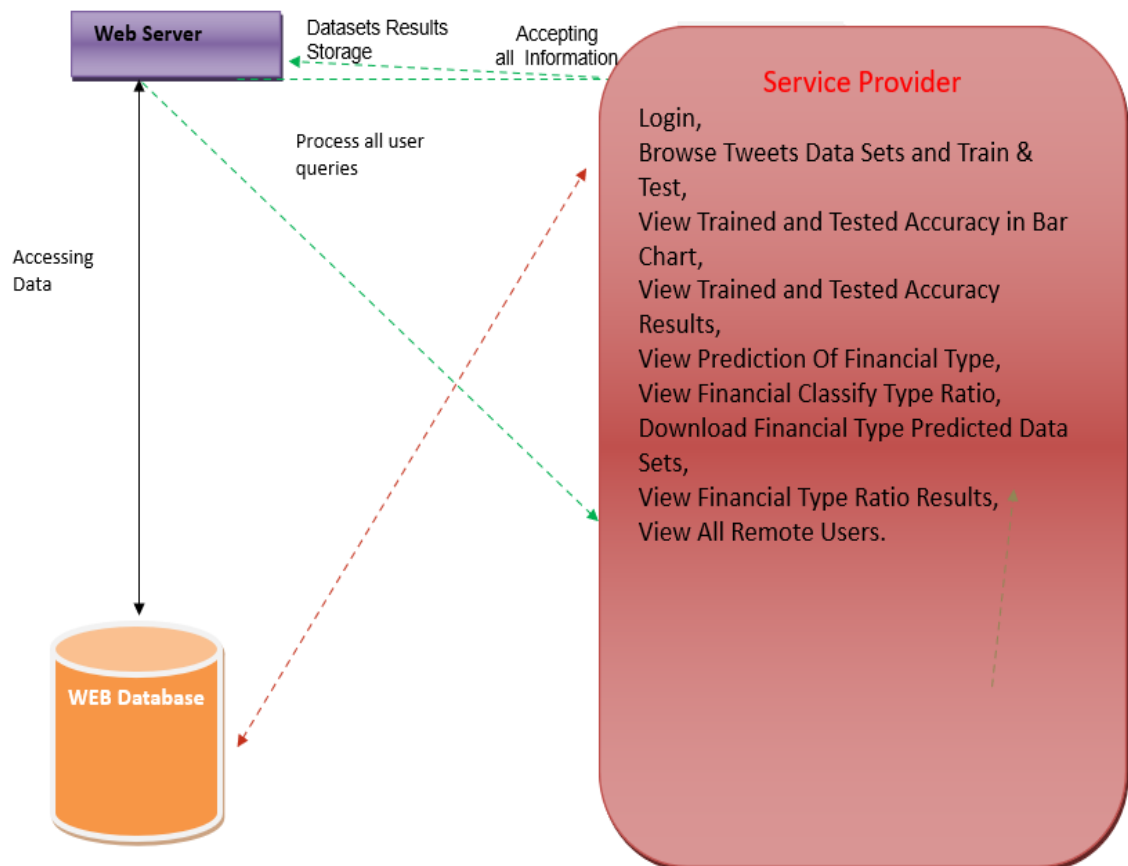 Web Server
Datasets Results
Storage
Accepting
all  Information
Process all user
queries
Accessing
Data
WEB Database
Service Provider
Login,
Browse Tweets Data Sets and Train &
Test,
View Trained and Tested Accuracy in Bar
Chart,
View Trained and Tested Accuracy
Results,
View Prediction Of Financial Type,
View Financial Classify Type Ratio,
Download Financial Type Predicted Data
Sets,
View Financial Type Ratio Results,
View All Remote Users.